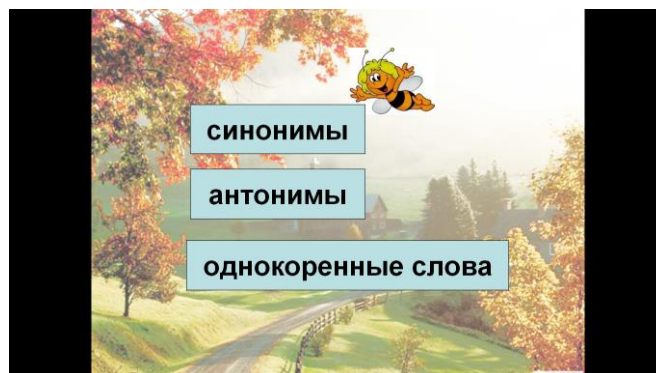 синонимы
антонимы
однокоренные слова